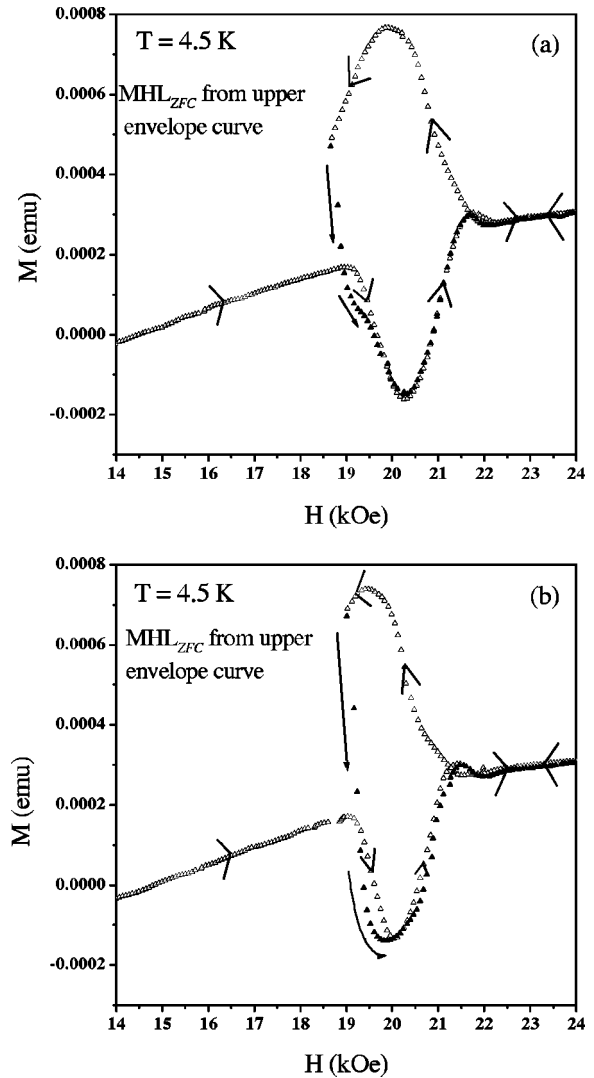 0.0008
T = 4.5 K
(a)
MHL_ZFC from upper
envelope curve
0.0006
0.0004
0.0002
0.0000
-0.0002
M (emu)
14 15 16 17 18 19 20 21 22 23 24
H (kOe)
0.0008
T = 4.5 K
(b)
MHL_ZFC from upper
envelope curve
0.0006
0.0004
0.0002
0.0000
-0.0002
M (emu)
14 15 16 17 18 19 20 21 22 23 24
H (kOe)